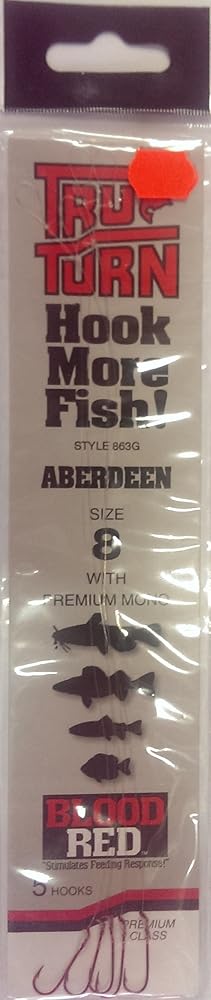 TRU
TURN
Hook
More
Fish!
STYLE 863G
ABERDEEN
SIZE
8
WITH
PREMIUM MONO
BLOOD
RED™
"Stimulates Feeding Response!"
5 HOOKS
PREMIUM
CLASS